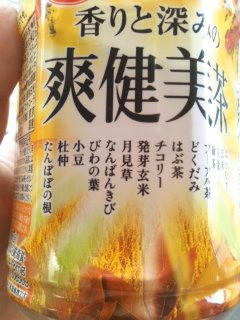 香りと深みの
爽健美茶
どくだみ
はぶ茶
チコリー
発芽玄米
月見草
なんばんきび
びわの葉
小豆
杜仲
たんぽぽの根